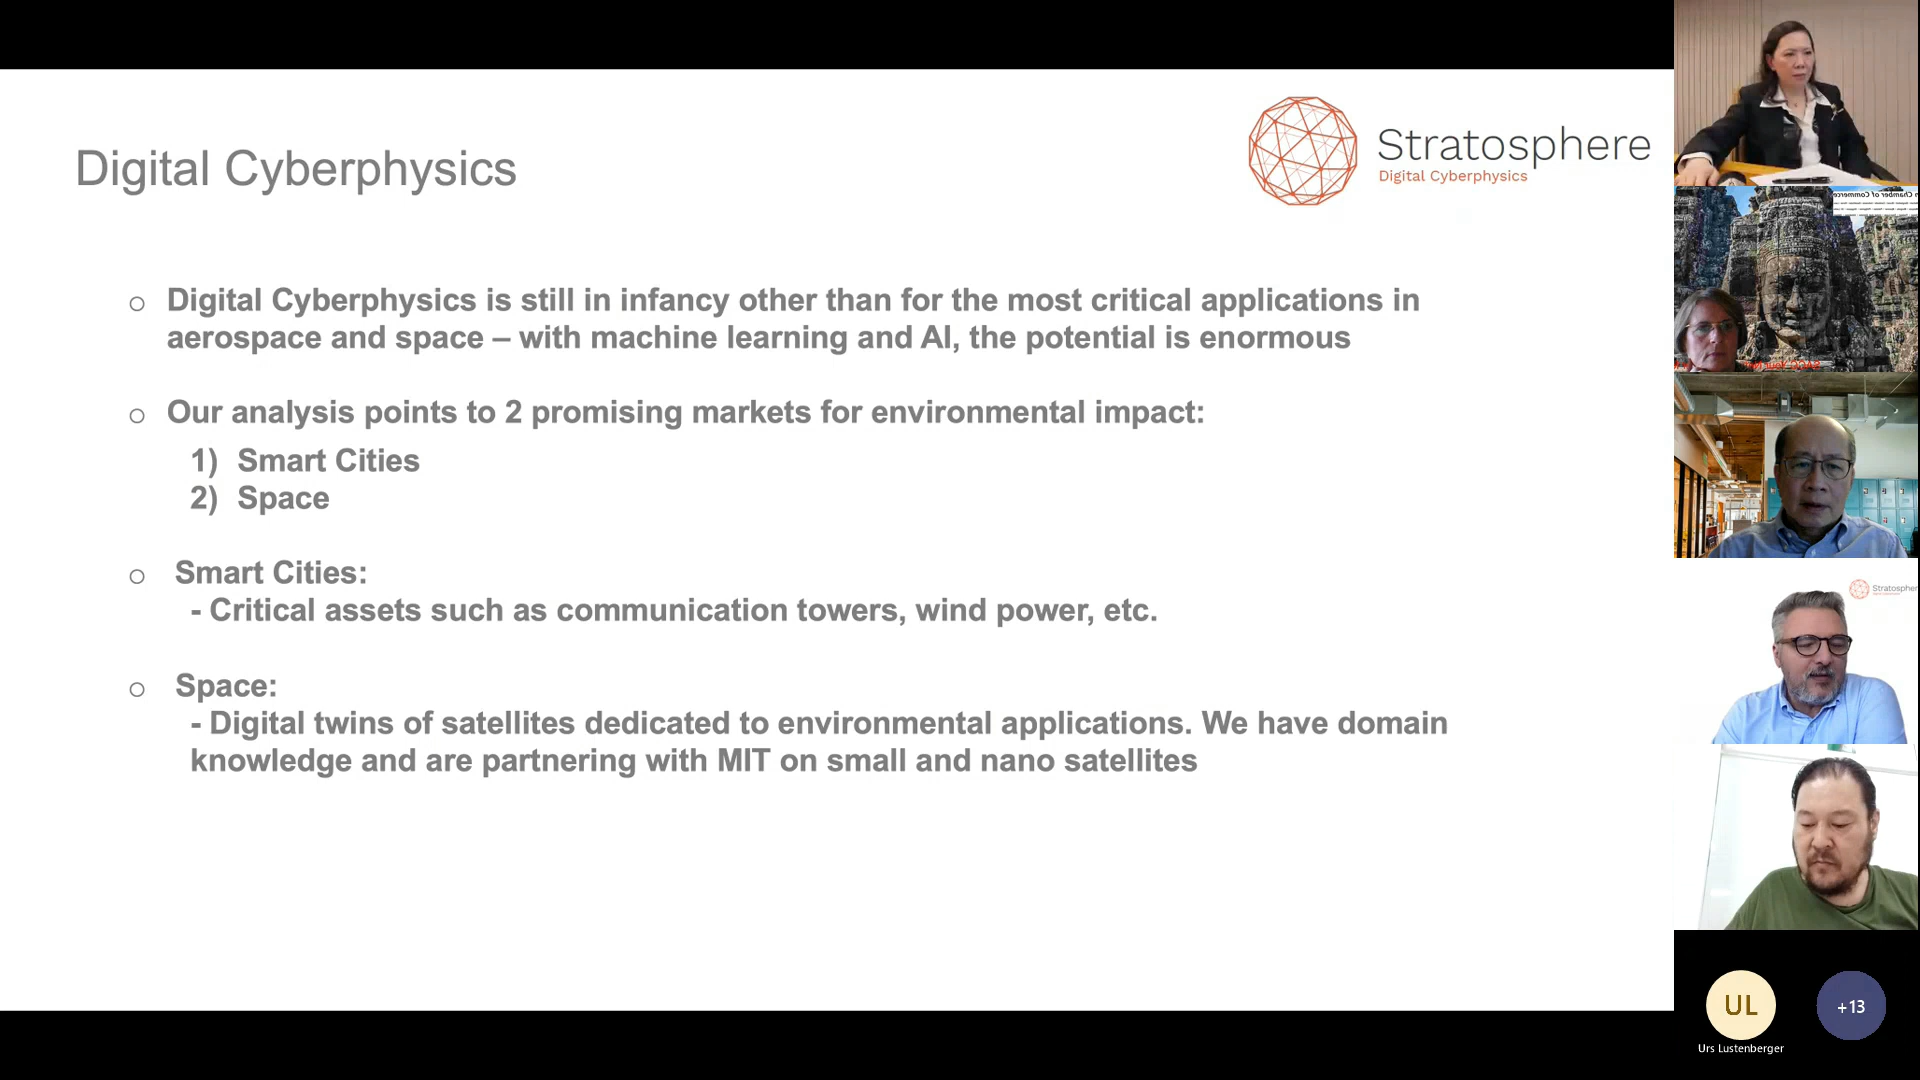 Digital Cyberphysics
Stratosphere
Digital Cyberphysics
○ Digital Cyberphysics is still in infancy other than for the most critical applications in
aerospace and space – with machine learning and AI, the potential is enormous
○ Our analysis points to 2 promising markets for environmental impact:
1) Smart Cities
2) Space
○ Smart Cities:
- Critical assets such as communication towers, wind power, etc.
○ Space:
- Digital twins of satellites dedicated to environmental applications. We have domain
knowledge and are partnering with MIT on small and nano satellites
Chamber of Commerce
Stratospher
UL
+13
Urs Lustenberger